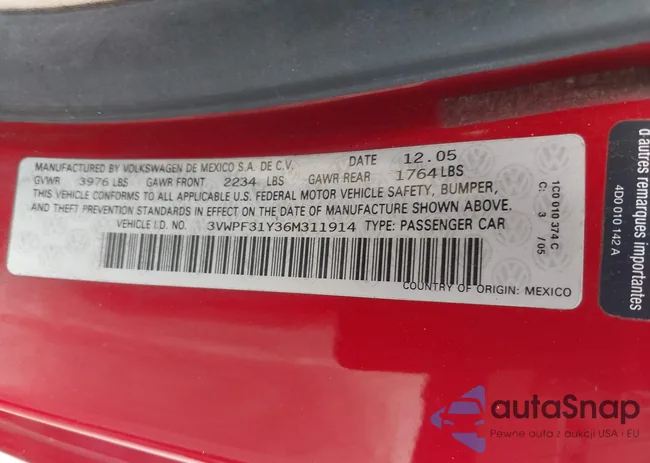 MANUFACTURED BY VOLKSWAGEN DE MEXICO S.A. DE C.V. DATE 12.05
GVWR 3976 LBS GAWR FRONT 2234 LBS GAWR REAR 1764 LBS
THIS VEHICLE CONFORMS TO ALL APPLICABLE U.S. FEDERAL MOTOR VEHICLE SAFETY, BUMPER,
AND THEFT PREVENTION STANDARDS IN EFFECT ON THE DATE OF MANUFACTURE SHOWN ABOVE.
VEHICLE I.D. NO. 3VWPF31Y36M311914 TYPE: PASSENGER CAR
COUNTRY OF ORIGIN: MEXICO
1C0 010 374 C
C. 3 /05
d'autres remarques importantes
4D0 010 142 A
autaSnap
Pewne auta z aukcji USA i EU